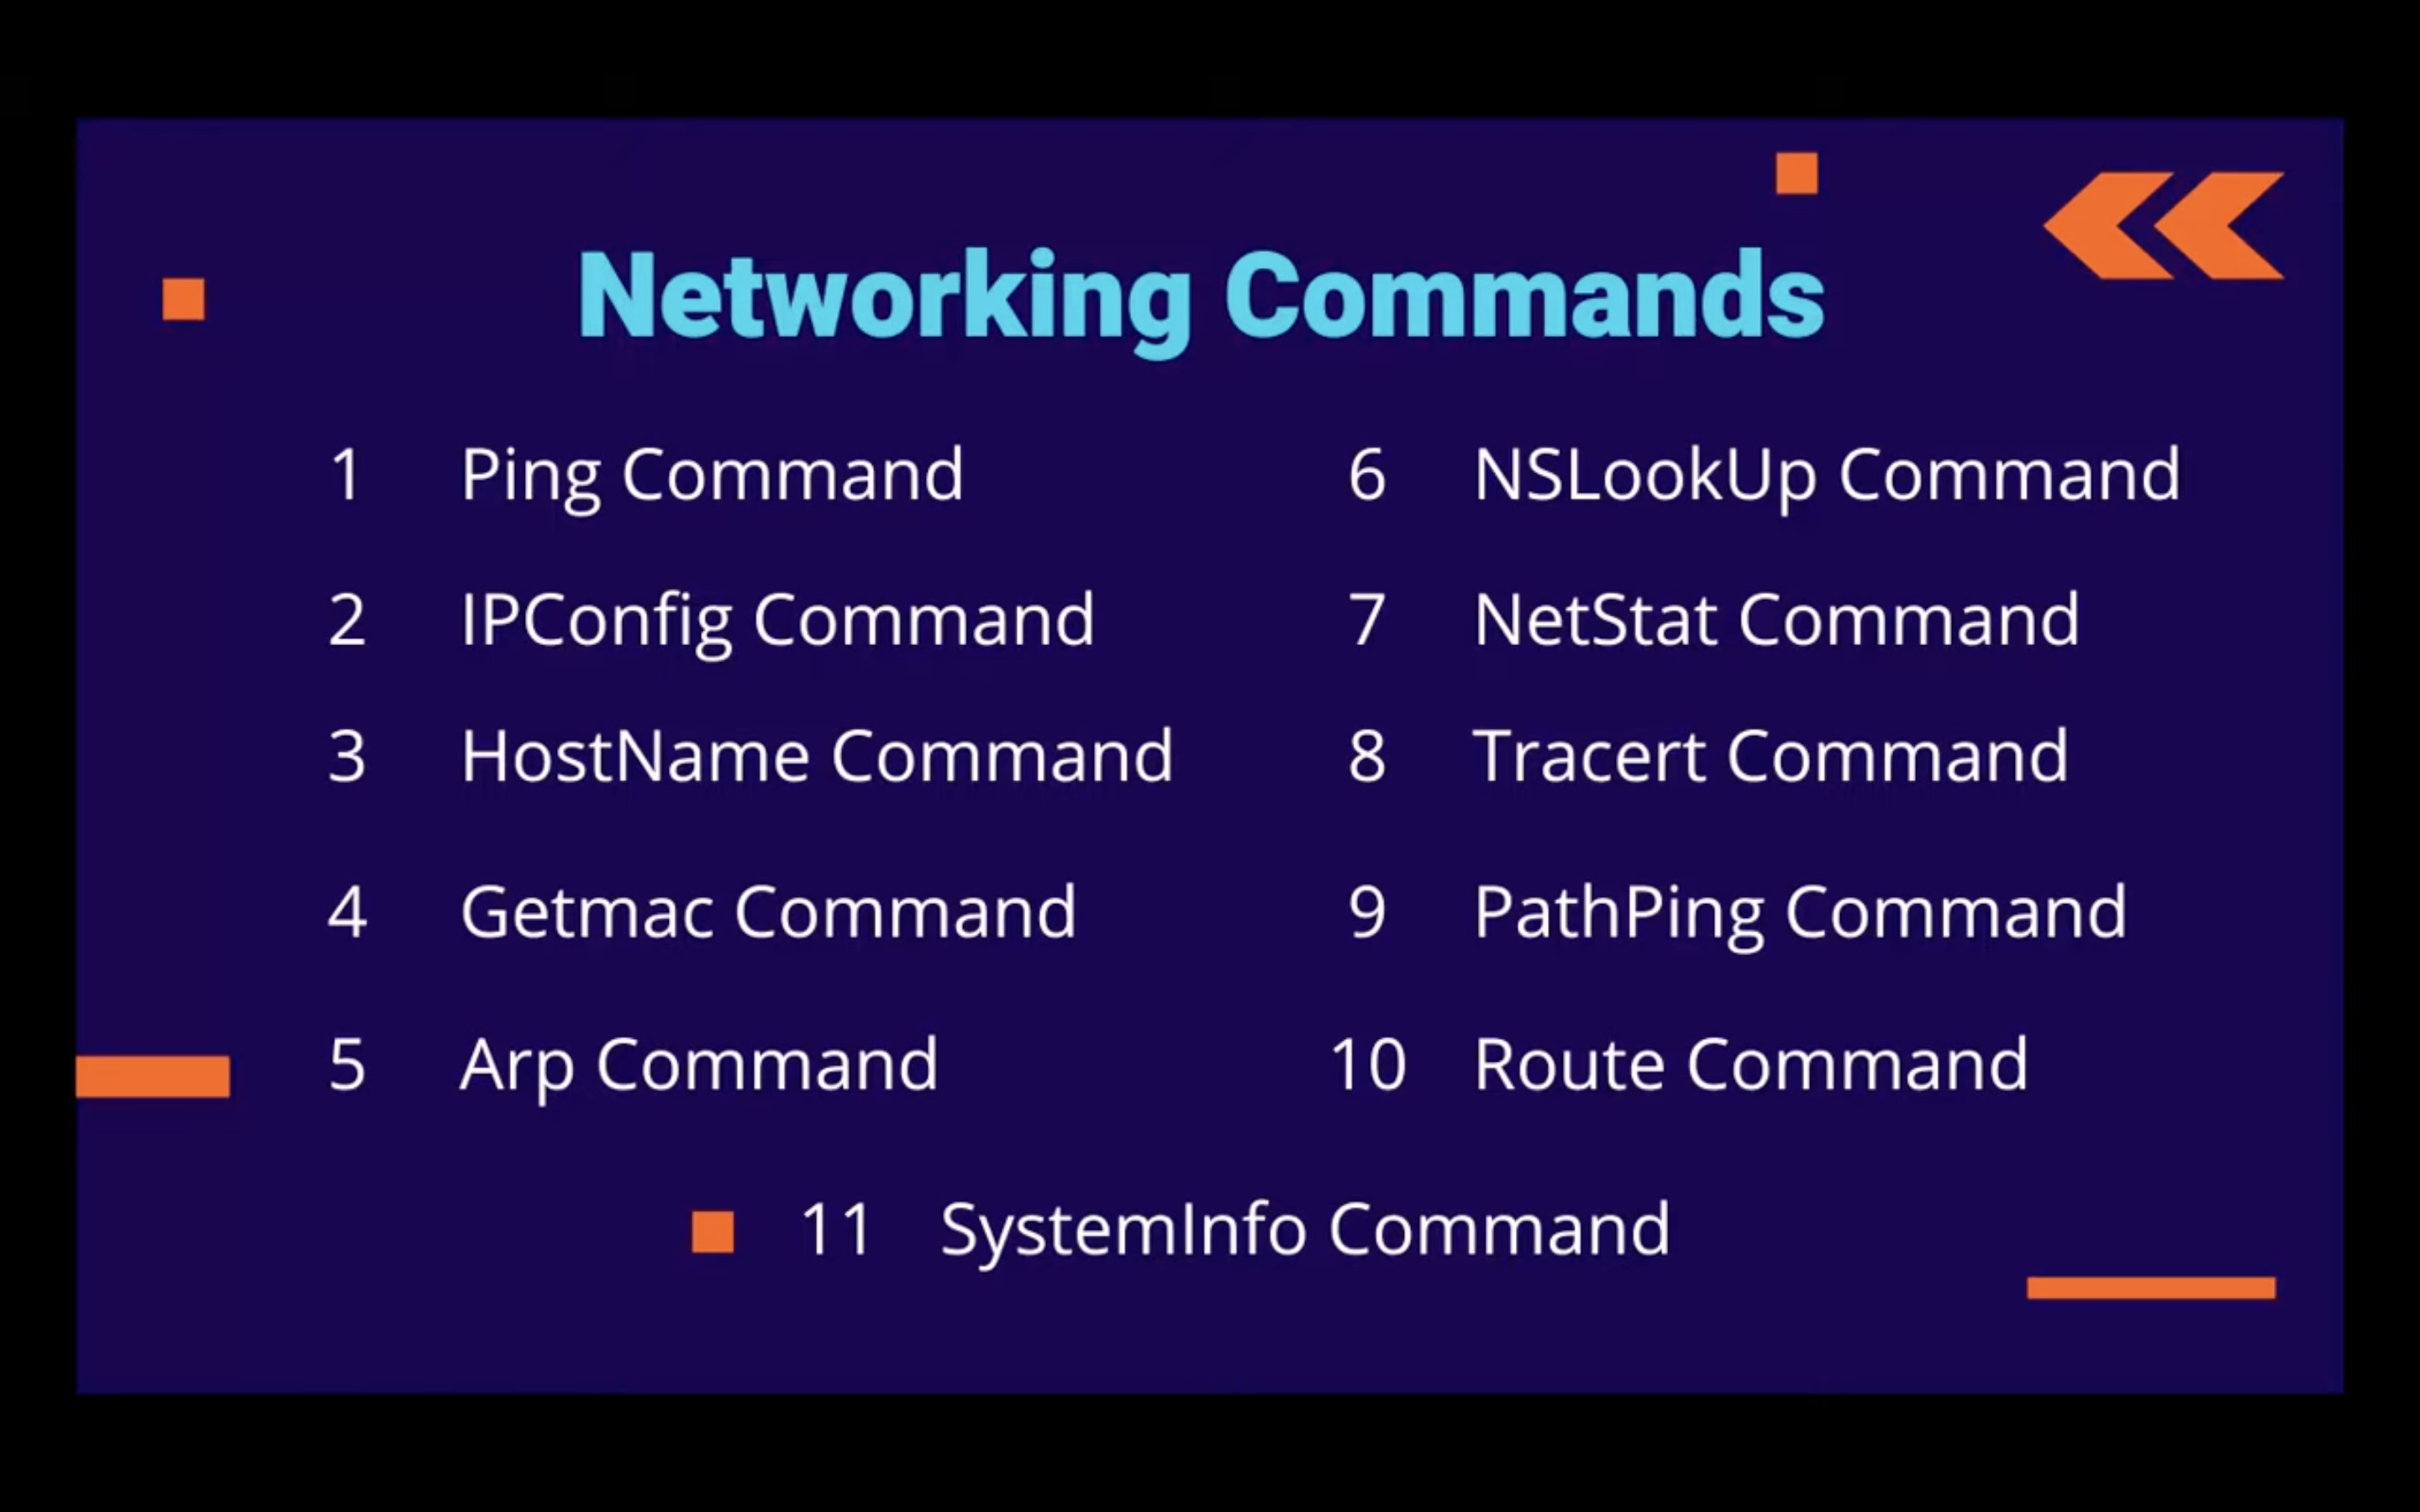 Networking Commands
1 Ping Command
2 IPConfig Command
3 HostName Command
4 Getmac Command
5 Arp Command
6 NSLookUp Command
7 NetStat Command
8 Tracert Command
9 PathPing Command
10 Route Command
11 SystemInfo Command